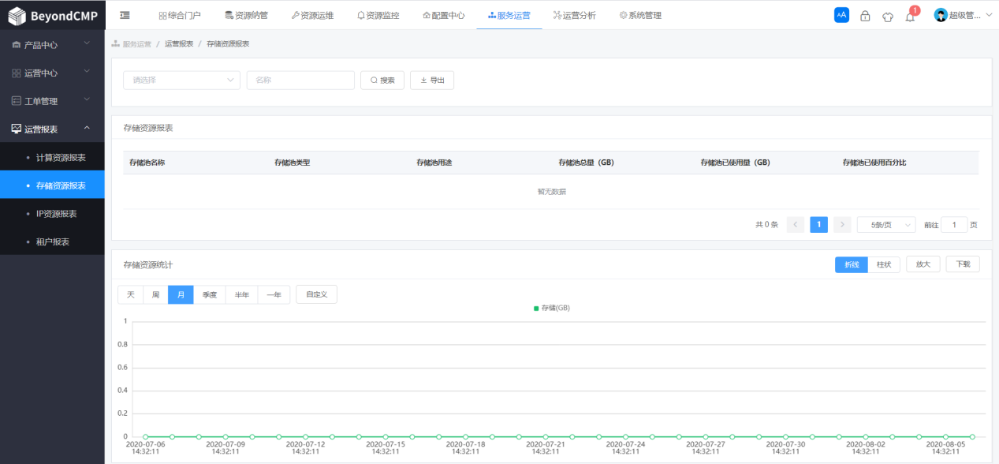 BeyondCMP
综合门户 资源纳管 资源运维 资源监控 配置中心 服务运营 运营分析 系统管理
AA 1 超级管...
产品中心
运营中心
工单管理
运营报表
计算资源报表
存储资源报表
IP资源报表
租户报表
服务运营 / 运营报表 / 存储资源报表
请选择 名称 搜索 导出
存储资源报表
存储池名称 存储池类型 存储池用途 存储池总量（GB） 存储池已使用量（GB） 存储池已使用百分比
暂无数据
共 0 条 1 5条/页 前往 1 页
存储资源统计 折线 柱状 放大 下载
天 周 月 季度 半年 一年 自定义
存储(GB)
1
0.8
0.6
0.4
0.2
0
2020-07-06 2020-07-09 2020-07-12 2020-07-15 2020-07-18 2020-07-21 2020-07-24 2020-07-27 2020-07-30 2020-08-02 2020-08-05
14:32:11 14:32:11 14:32:11 14:32:11 14:32:11 14:32:11 14:32:11 14:32:11 14:32:11 14:32:11 14:32:11